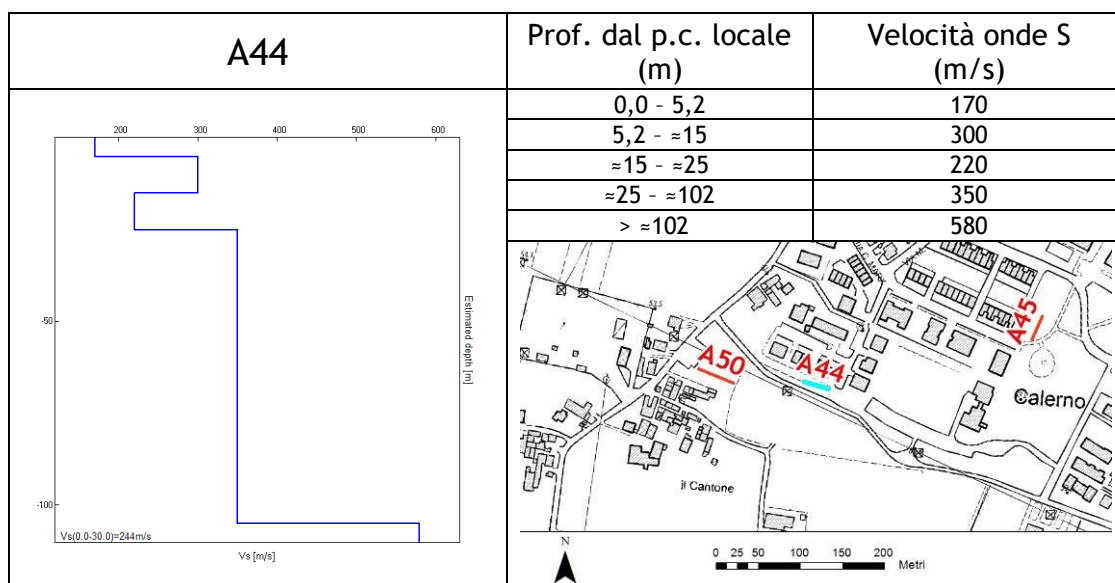 A44
Prof. dal p.c. locale
(m)
Velocità onde S
(m/s)
0,0 – 5,2 170
5,2 – ≈15 300
≈15 – ≈25 220
≈25 – ≈102 350
> ≈102 580
200 300 400 500 600
-50
-100
Estimated depth [m]
Vs(0.0-30.0)=244m/s
Vs [m/s]
A45
A50
A44
Calerno
il Cantone
N
0 25 50 100 150 200
Metri